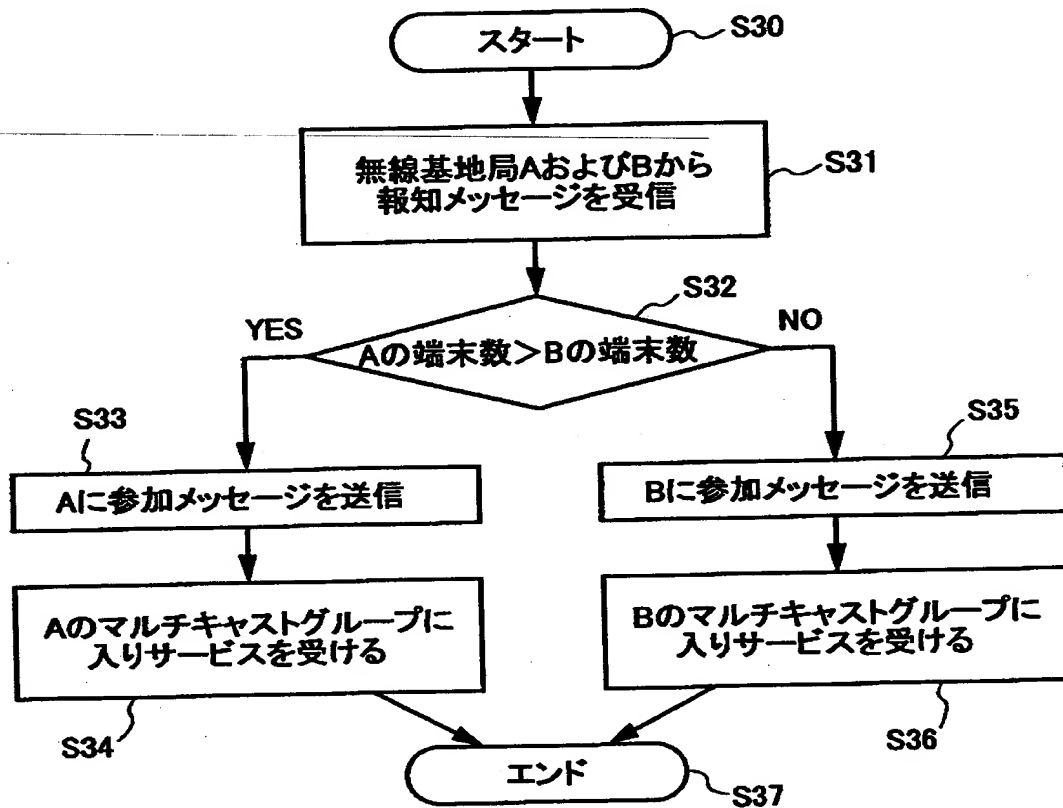 スタート
S30
無線基地局AおよびBから
報知メッセージを受信
S31
S32
Aの端末数>Bの端末数
YES
NO
S33
Aに参加メッセージを送信
S35
Bに参加メッセージを送信
Aのマルチキャストグループに
入りサービスを受ける
S34
Bのマルチキャストグループに
入りサービスを受ける
S36
エンド
S37